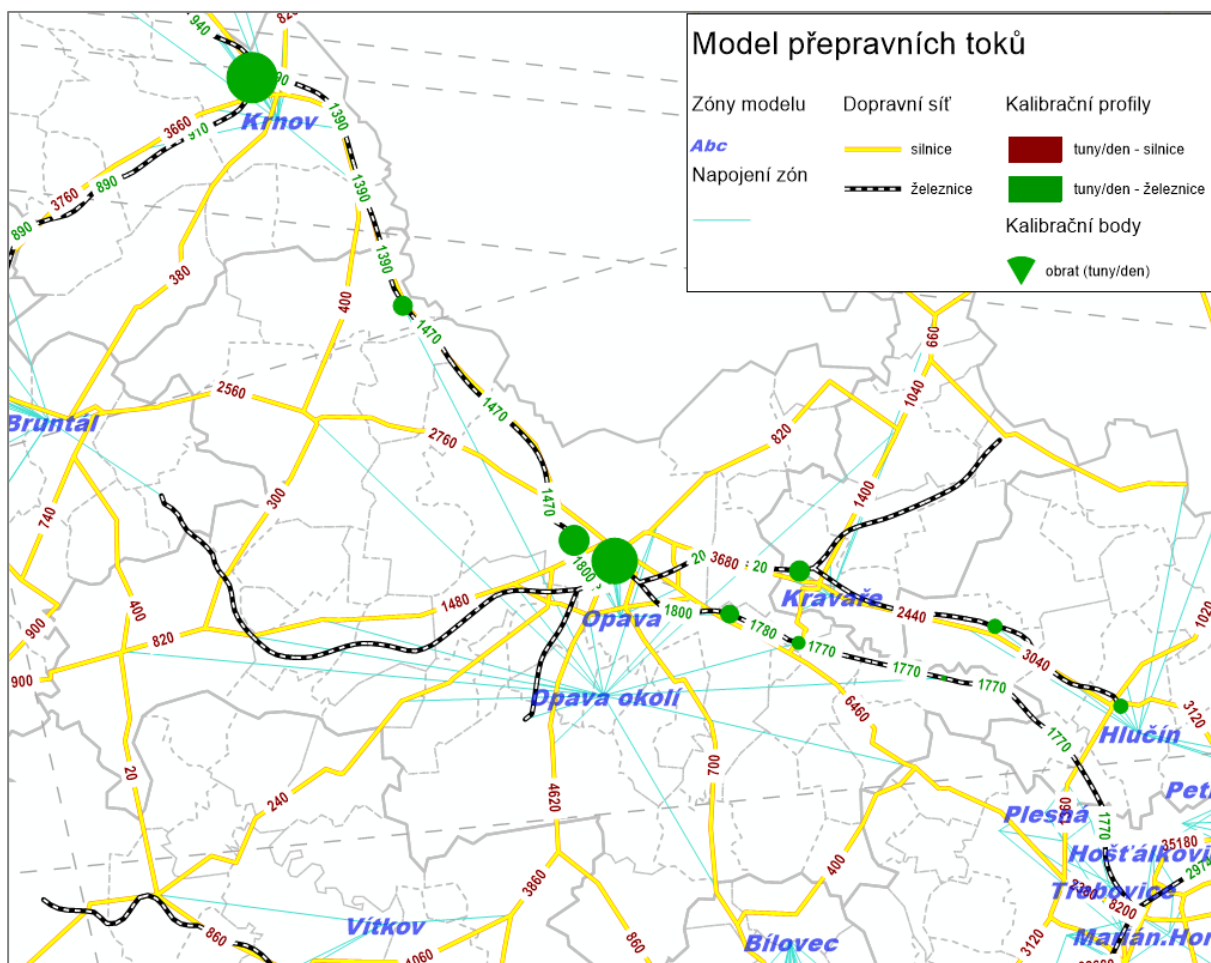 Model přepravních toků
Zóny modelu
Dopravní síť
Kalibrační profily
Abc
silnice
tuny/den - silnice
Napojení zón
železnice
tuny/den - železnice
Kalibrační body
obrat (tuny/den)
940
820
3660
910
Krnov
1390
890
3760
1390
890
1390
380
400
1470
660
2560
1040
Bruntál
1470
2760
820
300
1400
740
1470
1800
20
3680
20
400
1480
Kravaře
900
820
Opava
1800
1780
2440
1020
1770
1770
3040
900
Opava okolí
1770
6460
3120
Hlučín
1770
20
700
4620
240
Plesná
1770
35180
400
3860
Třebovice
8200
Vítkov
860
860
Bílovec
3120